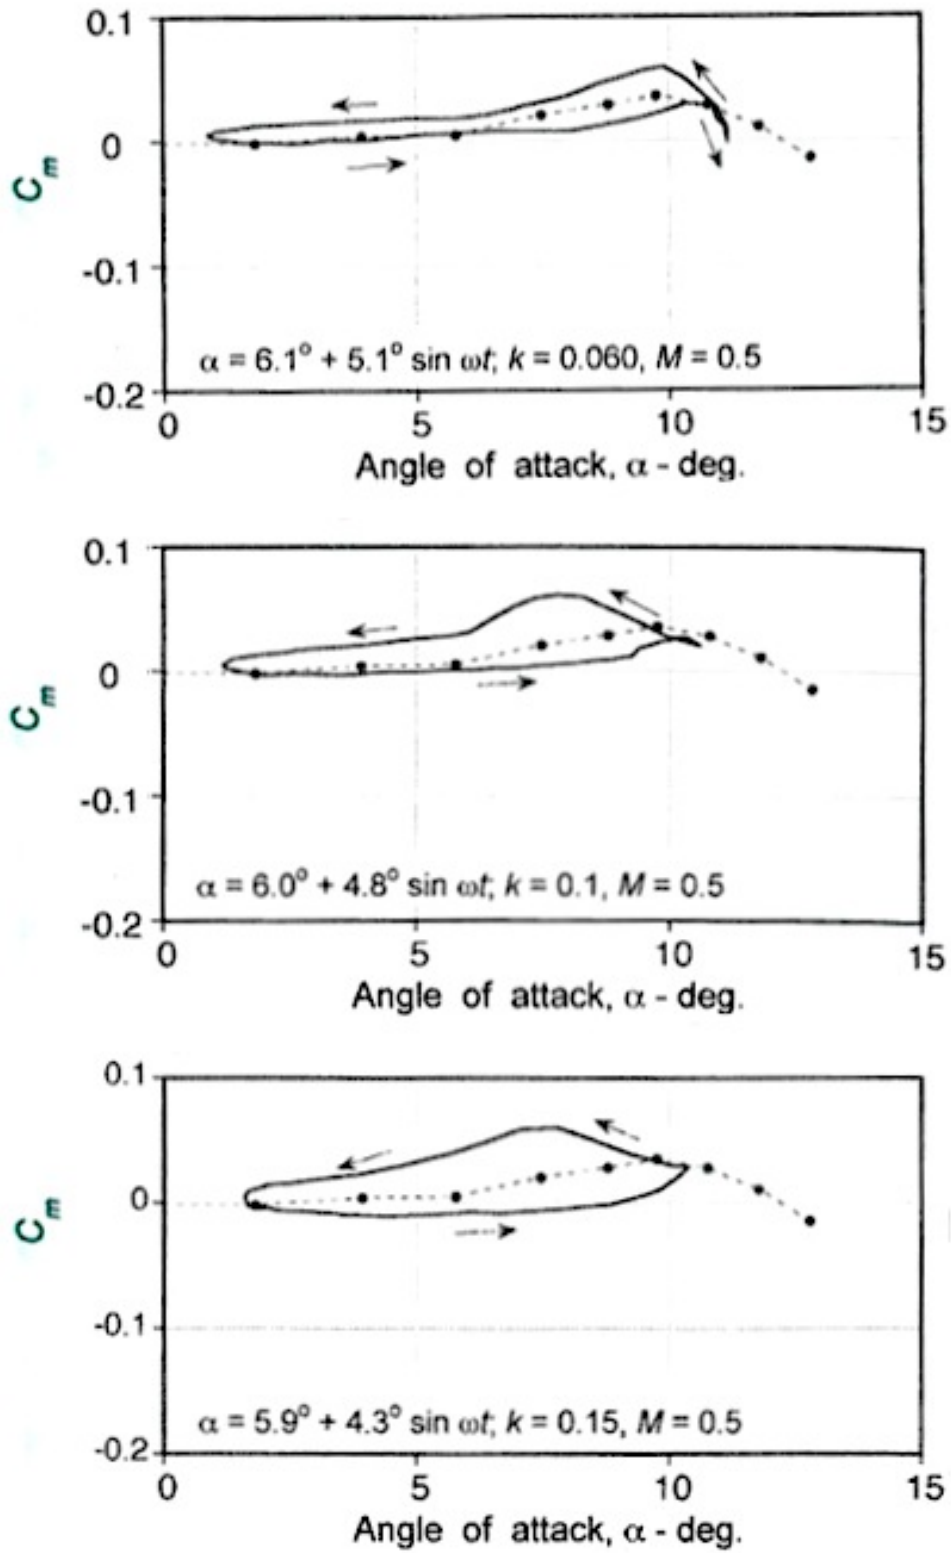 0.1
0
-0.1
-0.2
C_m
α = 6.1° + 5.1° sin ωt; k = 0.060, M = 0.5
0 5 10 15
Angle of attack, α - deg.
0.1
0
-0.1
-0.2
C_m
α = 6.0° + 4.8° sin ωt; k = 0.1, M = 0.5
0 5 10 15
Angle of attack, α - deg.
0.1
0
-0.1
-0.2
C_m
α = 5.9° + 4.3° sin ωt; k = 0.15, M = 0.5
0 5 10 15
Angle of attack, α - deg.